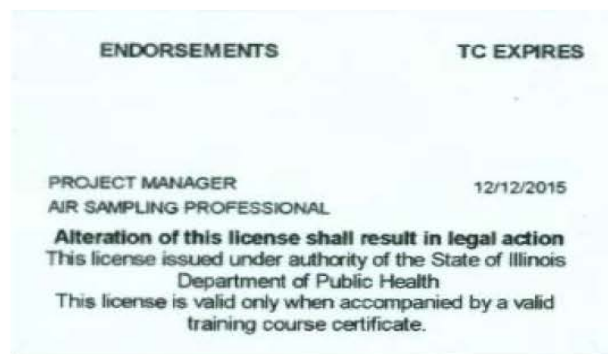 ENDORSEMENTS TC EXPIRES
PROJECT MANAGER 12/12/2015
AIR SAMPLING PROFESSIONAL
Alteration of this license shall result in legal action
This license issued under authority of the State of Illinois
Department of Public Health
This license is valid only when accompanied by a valid
training course certificate.